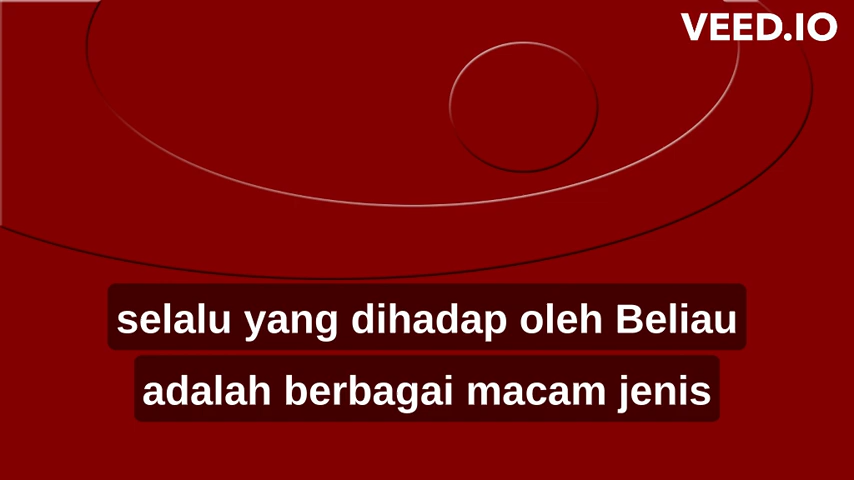 VEED.IO
selalu yang dihadap oleh Beliau
adalah berbagai macam jenis